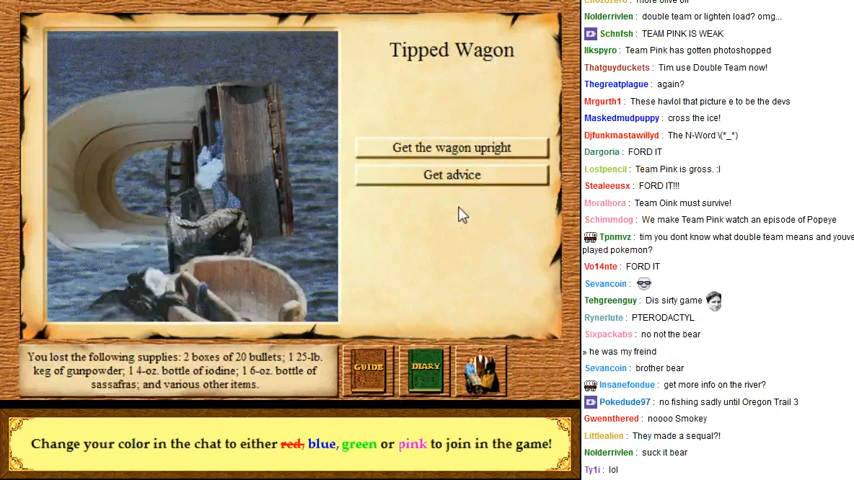 Tipped Wagon
Get the wagon upright
Get advice
You lost the following supplies: 2 boxes of 20 bullets; 1 25-lb.
keg of gunpowder; 1 4-oz. bottle of iodine; 1 6-oz. bottle of
sassafras; and various other items.
GUIDE
DIARY
Change your color in the chat to either red, blue, green or pink to join in the game!
Nolderrivlen : double team or lighten load? omg...
Schnfsh : TEAM PINK IS WEAK
Ilkspyro : Team Pink has gotten photoshopped
Thatguyduckets : Tim use Double Team now!
Thegreatplague : again?
Mrgurth1 : These havlol that picture e to be the devs
Maskedmudpuppy : cross the ice!
Djfunkmastawillyd : The N-Word \(*_*)
Dargoria : FORD IT
Lostpencil : Team Pink is gross. :l
Stealeeusx : FORD IT!!!
Moralhora : Team Oink must survive!
Schimmdog : We make Team Pink watch an episode of Popeye
Tpnmvz : tim you dont know what double team means and youve
played pokemon?
Vo14nte : FORD IT
Sevancoin :
Tehgreenguy : Dis sirty game
Rynerlute : PTERODACTYL
Sixpackabs : no not the bear
» he was my freind
Sevancoin : brother bear
Insanefondue : get more info on the river?
Pokedude97 : no fishing sadly until Oregon Trail 3
Gwennthered : noooo Smokey
Littlealien : They made a sequal?!
Nolderrivlen : suck it bear
Ty1i : lol